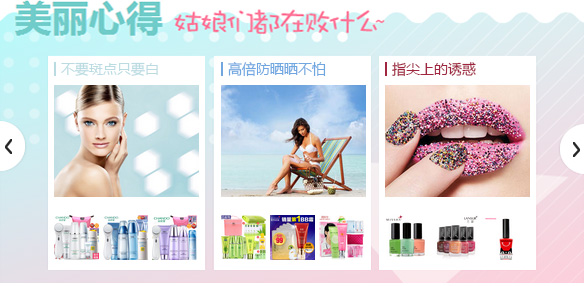 美丽心得 姑娘们都在败什么~
不要斑点只要白
高倍防晒晒不怕
指尖上的诱惑